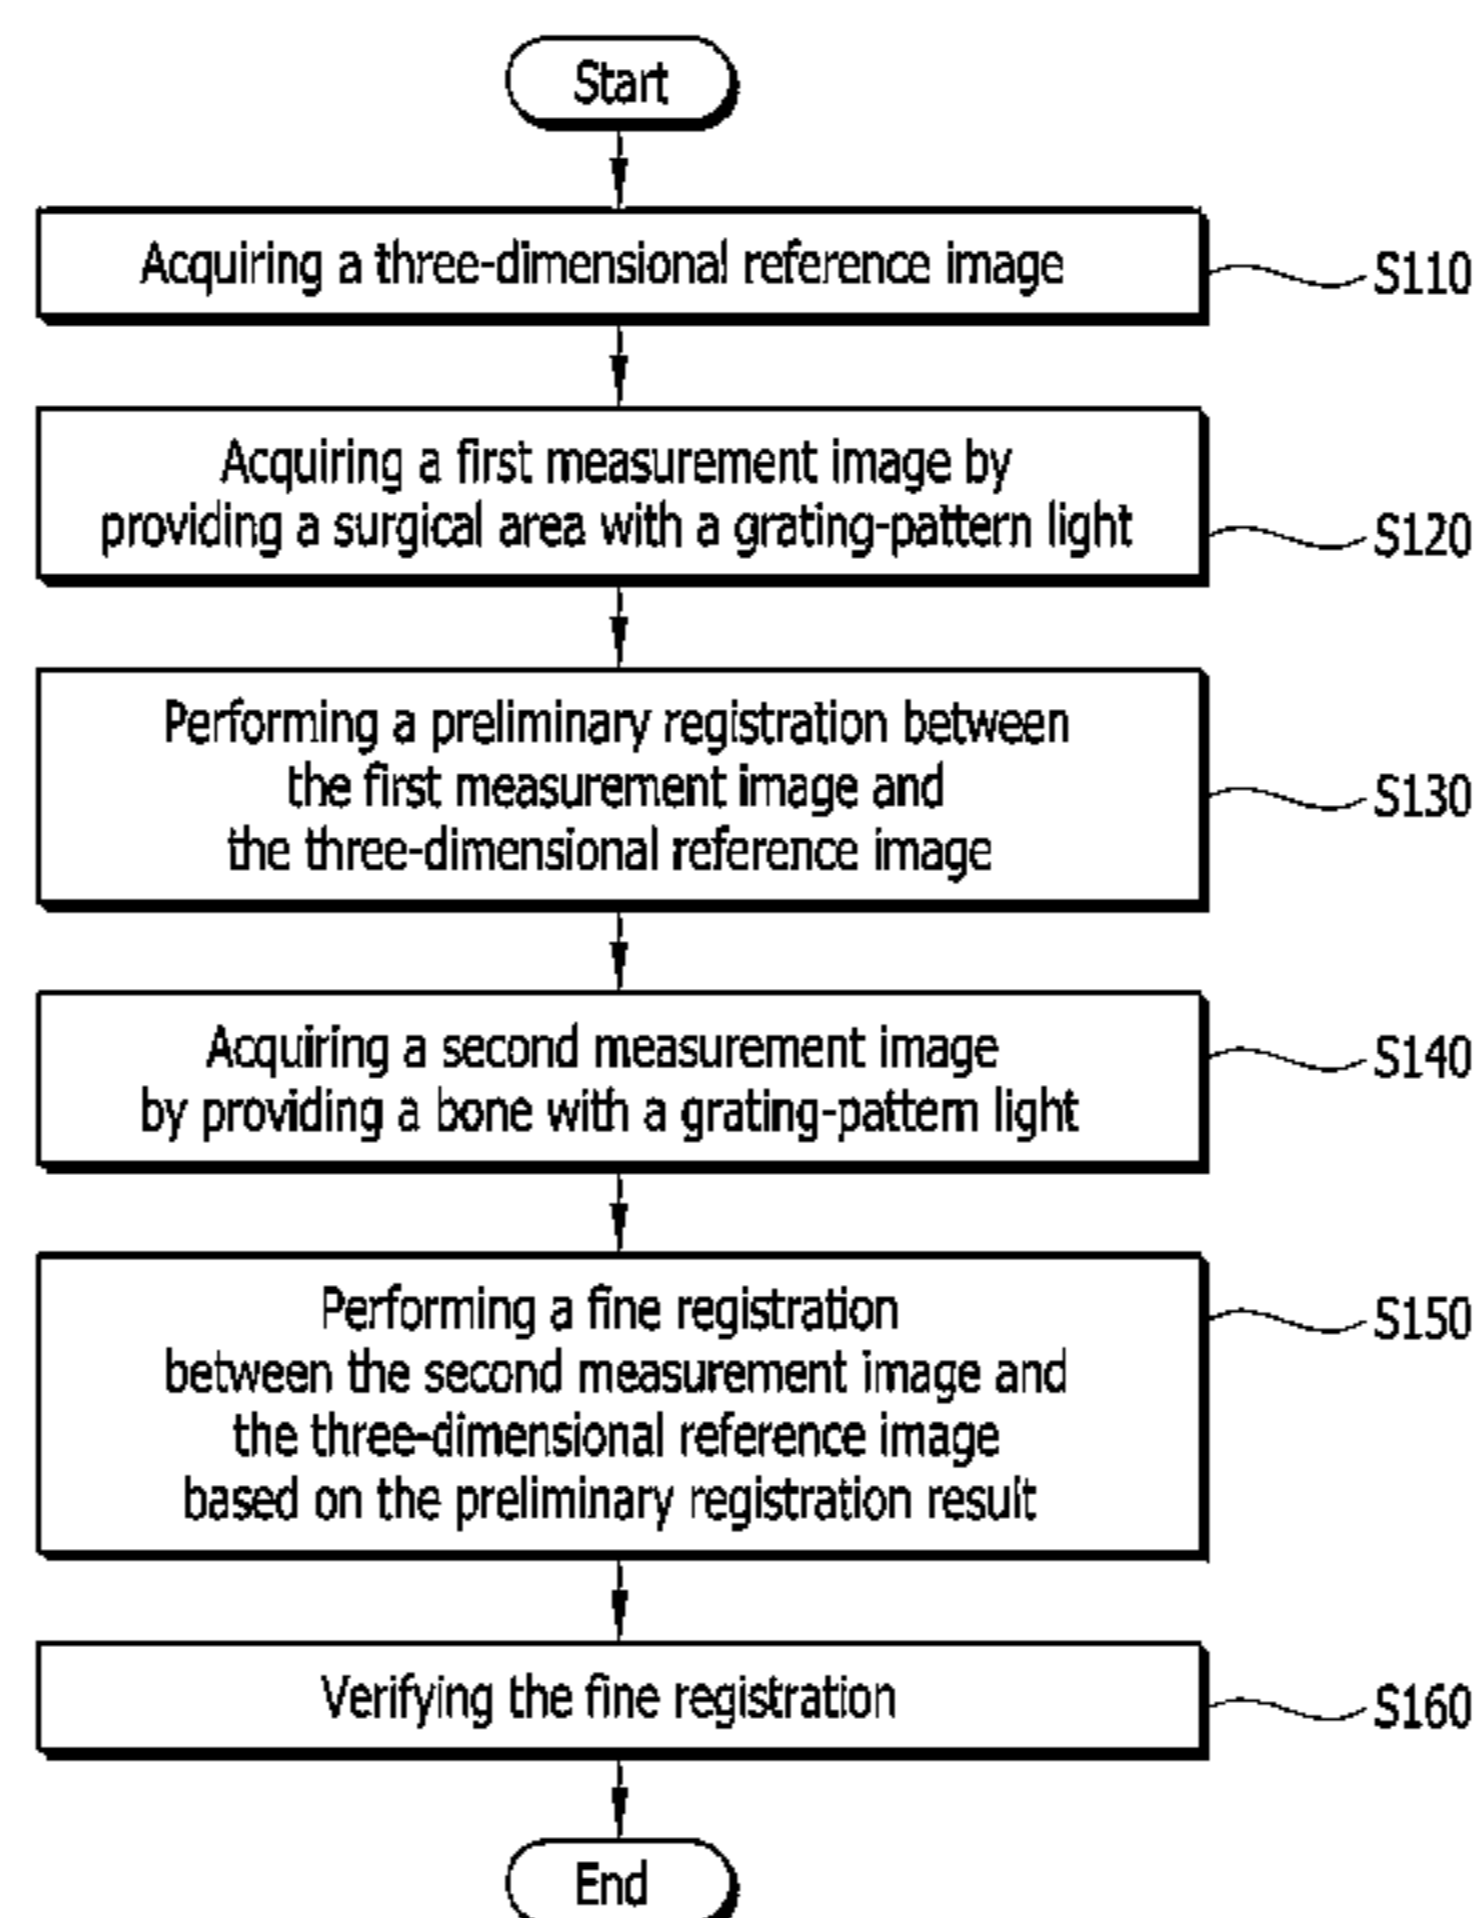 Start
Acquiring a three-dimensional reference image
S110
Acquiring a first measurement image by
providing a surgical area with a grating-pattern light
S120
Performing a preliminary registration between
the first measurement image and
the three-dimensional reference image
S130
Acquiring a second measurement image
by providing a bone with a grating-pattern light
S140
Performing a fine registration
between the second measurement image and
the three-dimensional reference image
based on the preliminary registration result
S150
Verifying the fine registration
S160
End